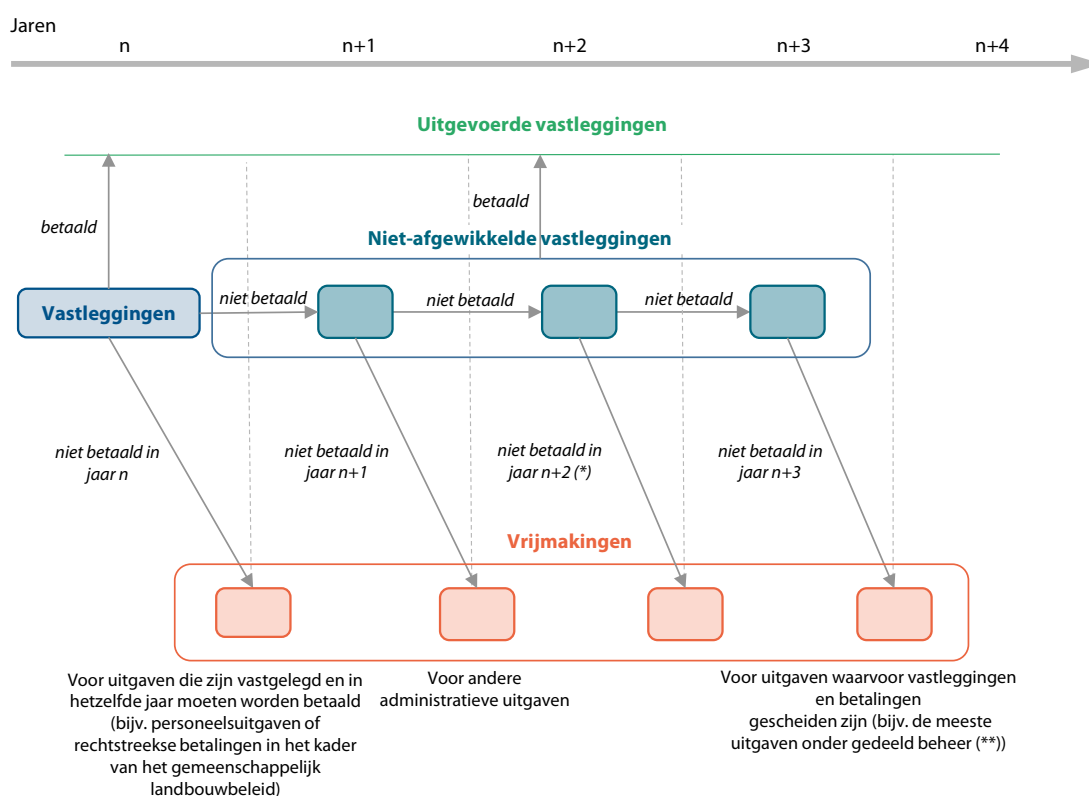 Jaren
n n+1 n+2 n+3 n+4
Uitgevoerde vastleggingen
betaald
betaald
Niet-afgewikkelde vastleggingen
Vastleggingen
niet betaald
niet betaald
niet betaald
niet betaald in
jaar n
niet betaald in
jaar n+1
niet betaald in
jaar n+2 (*)
niet betaald in
jaar n+3
Vrijmakingen
Voor uitgaven die zijn vastgelegd en in
hetzelfde jaar moeten worden betaald
(bijv. personeelsuitgaven of
rechtstreekse betalingen in het kader
van het gemeenschappelijk
landbouwbeleid)
Voor andere
administratieve uitgaven
Voor uitgaven waarvoor vastleggingen
en betalingen
gescheiden zijn (bijv. de meeste
uitgaven onder gedeeld beheer (**))